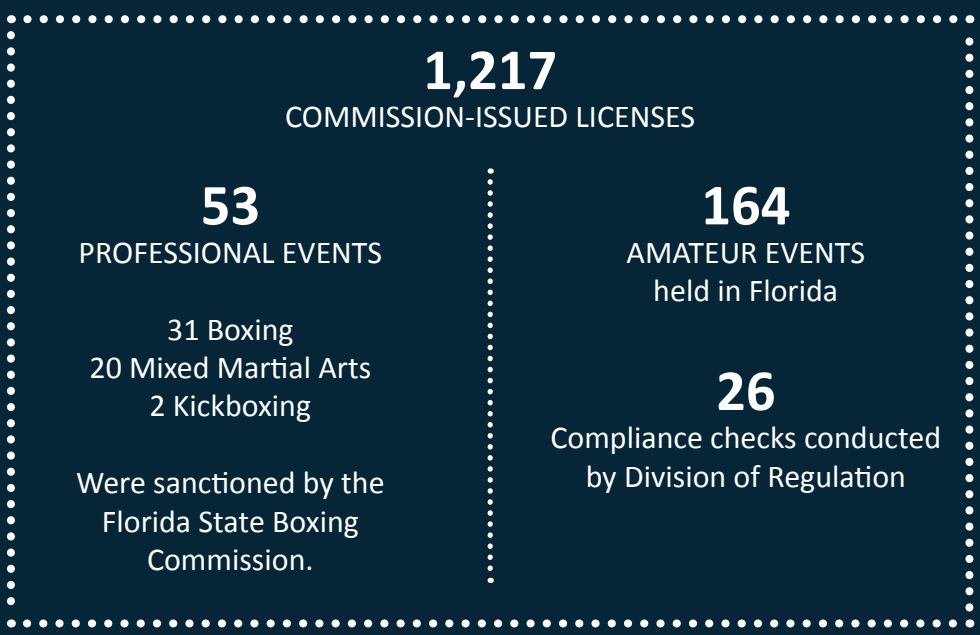 1,217
COMMISSION-ISSUED LICENSES
53
PROFESSIONAL EVENTS
31 Boxing
20 Mixed Martial Arts
2 Kickboxing
Were sanctioned by the
Florida State Boxing
Commission.
164
AMATEUR EVENTS
held in Florida
26
Compliance checks conducted
by Division of Regulation